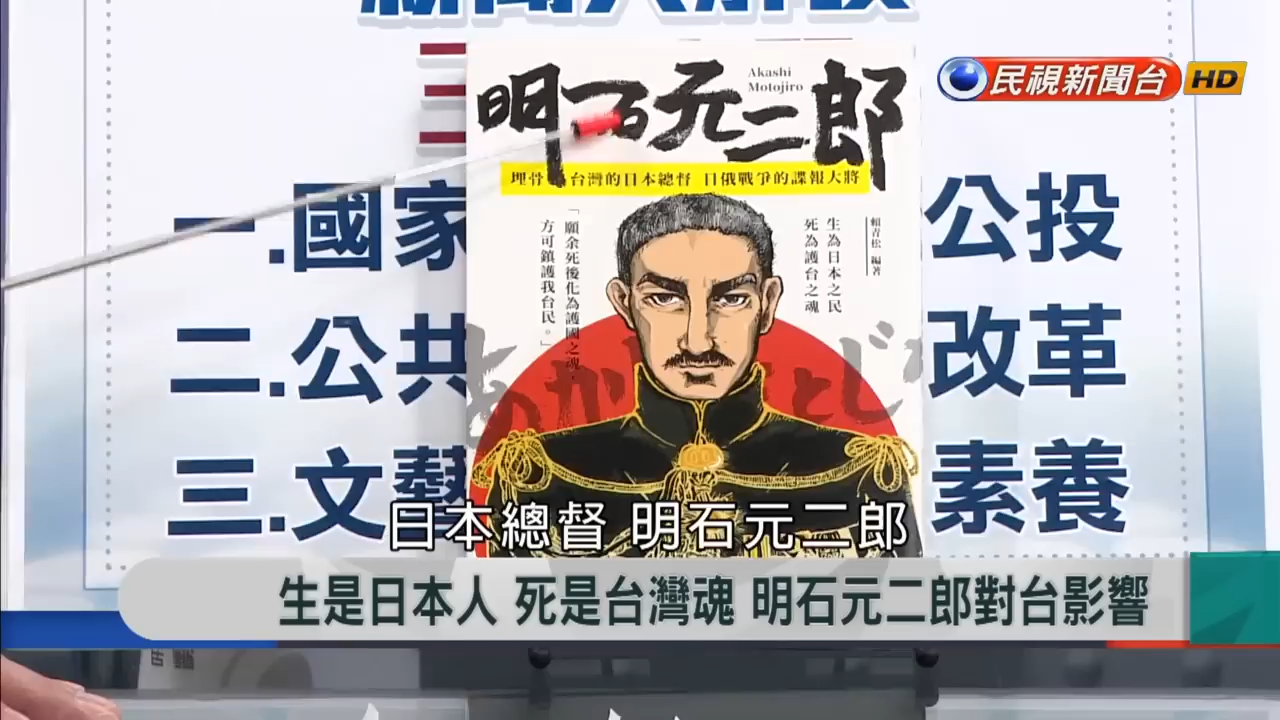 民視新聞台 HD
明石元二郎
Akashi
Motojiro
埋骨 台灣的日本總督 日俄戰爭的諜報大將
賴青松 編著
生為日本之民
死為護台之魂
「願余死後化為護國之魂,
方可鎮護我台民。」
一.國家 公投
二.公共 改革
三.文藝 素養
日本總督 明石元二郎
生是日本人 死是台灣魂 明石元二郎對台影響